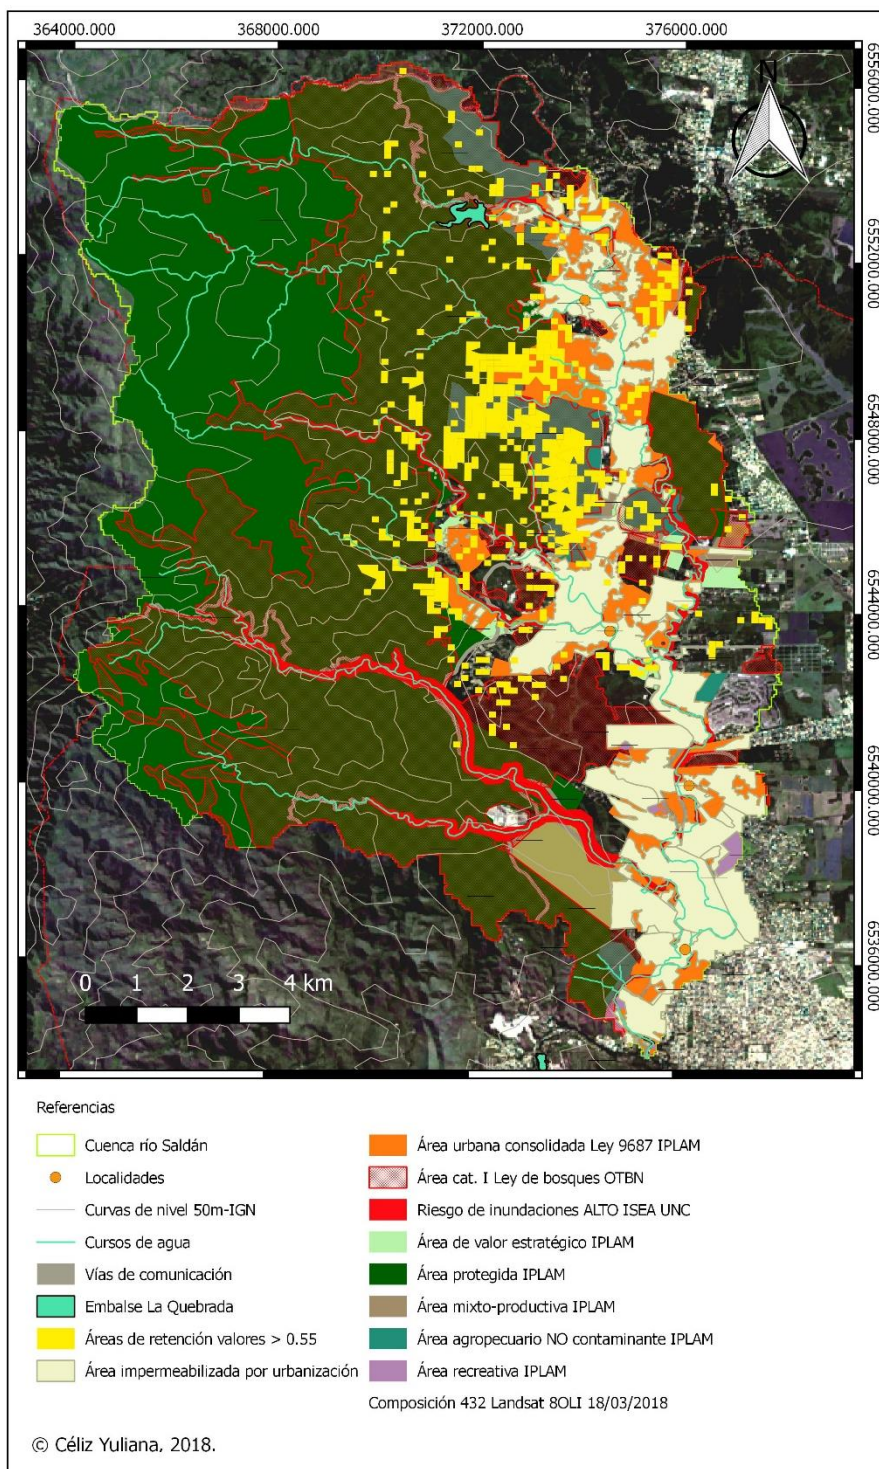 364000.000 368000.000 372000.000 376000.000
6556000.000
6552000.000
6548000.000
6544000.000
6540000.000
6536000.000
N
0 1 2 3 4 km
Referencias
Cuenca río Saldán
Localidades
Curvas de nivel 50m-IGN
Cursos de agua
Vías de comunicación
Embalse La Quebrada
Áreas de retención valores > 0.55
Área impermeabilizada por urbanización
Área urbana consolidada Ley 9687 IPLAM
Área cat. I Ley de bosques OTBN
Riesgo de inundaciones ALTO ISEA UNC
Área de valor estratégico IPLAM
Área protegida IPLAM
Área mixto-productiva IPLAM
Área agropecuario NO contaminante IPLAM
Área recreativa IPLAM
Composición 432 Landsat 8OLI 18/03/2018
© Céliz Yuliana, 2018.